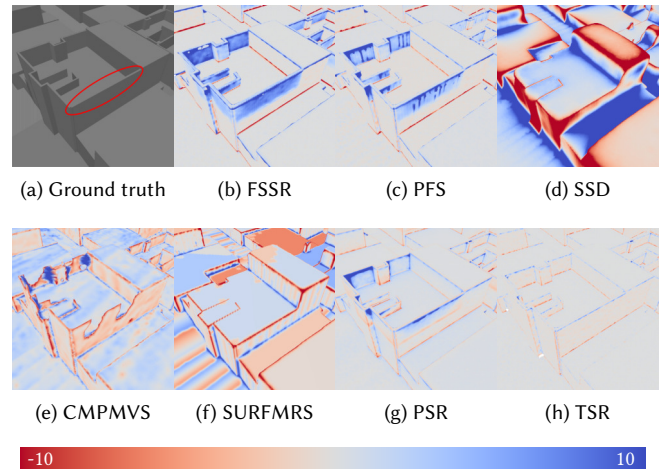 (a) Ground truth
(b) FSSR
(c) PFS
(d) SSD
(e) CMPMVS
(f) SURFMRS
(g) PSR
(h) TSR
-10
10